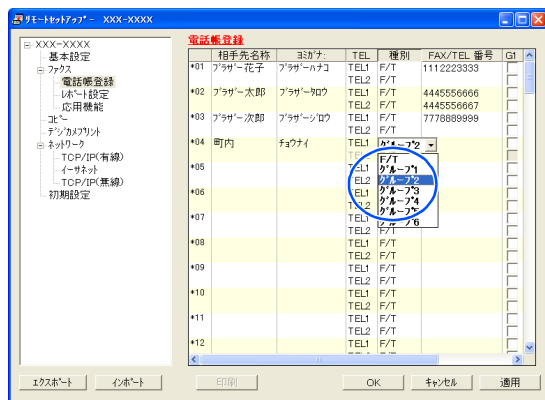 ﾘﾓｰﾄｾｯﾄｱｯﾌﾟ - XXX-XXXX
XXX-XXXX
基本設定
ﾌｧｸｽ
電話帳登録
ﾚﾎﾟｰﾄ設定
応用機能
ｺﾋﾟｰ
ﾃﾞｼﾞｶﾒﾌﾟﾘﾝﾄ
ﾈｯﾄﾜｰｸ
TCP/IP(有線)
ｲｰｻﾈｯﾄ
TCP/IP(無線)
初期設定
電話帳登録
相手先名称 ﾖﾐｶﾞﾅ: TEL 種別 FAX/TEL 番号 G1
*01 ﾌﾞﾗｻﾞｰ花子 ﾌﾞﾗｻﾞｰﾊﾅｺ TEL1 F/T 1112223333
TEL2 F/T
*02 ﾌﾞﾗｻﾞｰ太郎 ﾌﾞﾗｻﾞｰﾀﾛｳ TEL1 F/T 4445556666
TEL2 F/T 4445556667
*03 ﾌﾞﾗｻﾞｰ次郎 ﾌﾞﾗｻﾞｰｼﾞﾛｳ TEL1 F/T 7778889999
TEL2 F/T
*04 町内 ﾁｮｳﾅｲ TEL1 ｸﾞﾙｰﾌﾟ2
TEL2 F/T
*05 TEL1 ｸﾞﾙｰﾌﾟ1
TEL2 ｸﾞﾙｰﾌﾟ2
*06 TEL1 ｸﾞﾙｰﾌﾟ3
TEL2 ｸﾞﾙｰﾌﾟ4
*07 TEL1 ｸﾞﾙｰﾌﾟ5
ｸﾞﾙｰﾌﾟ6
TEL2 F/T
*08 TEL1 F/T
TEL2 F/T
*09 TEL1 F/T
TEL2 F/T
*10 TEL1 F/T
TEL2 F/T
*11 TEL1 F/T
TEL2 F/T
*12 TEL1 F/T
ｴｸｽﾎﾟｰﾄ ｲﾝﾎﾟｰﾄ 印刷 OK ｷｬﾝｾﾙ 適用